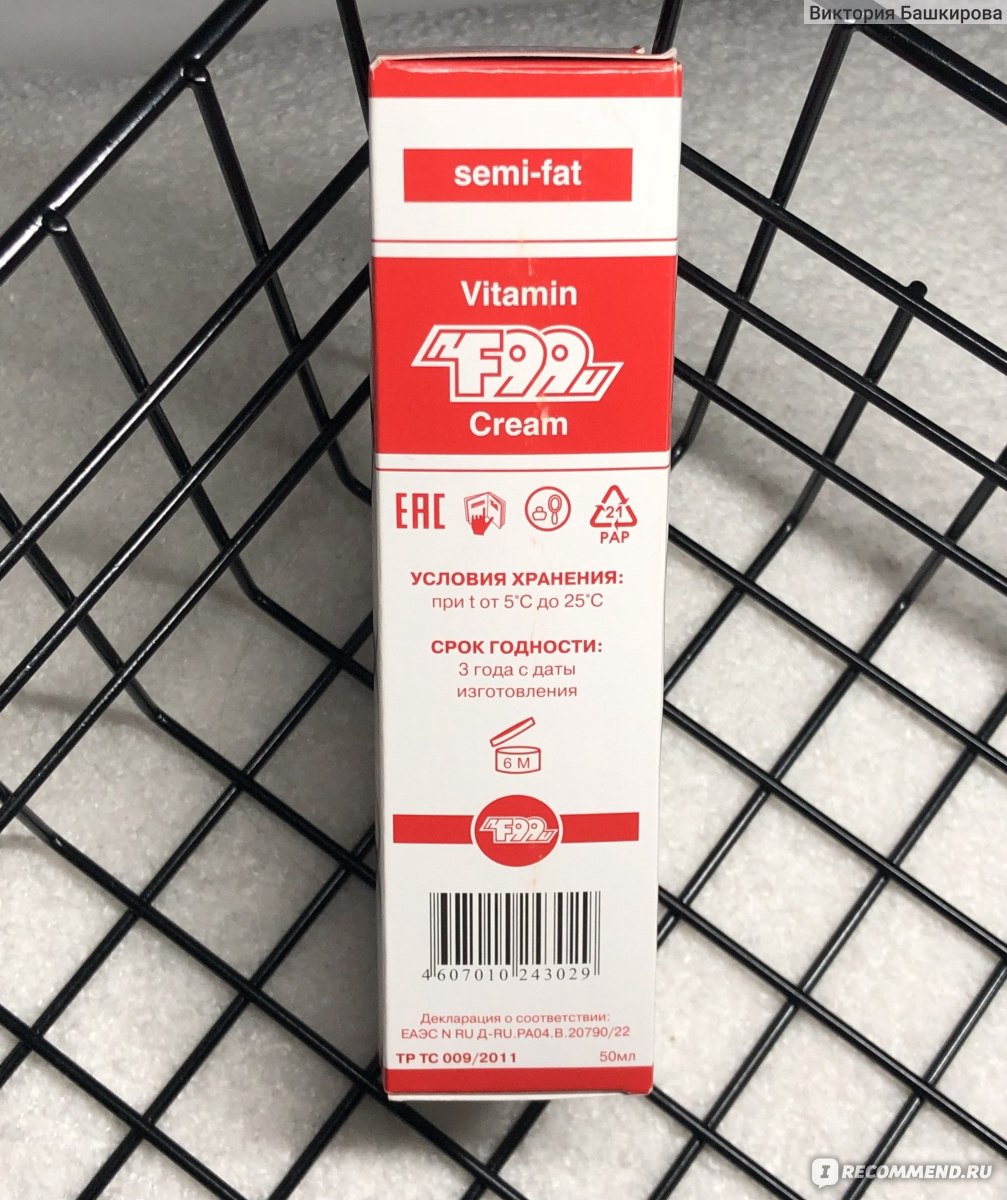 Виктория Башкирова
semi-fat
Vitamin
F99
Cream
EAC
21
PAP
УСЛОВИЯ ХРАНЕНИЯ:
при t от 5°С до 25°С
СРОК ГОДНОСТИ:
3 года с даты
изготовления
6 M
F99
4 607010 243029
Декларация о соответствии:
ЕАЭС N RU Д-RU.РА04.В.20790/22
ТР ТС 009/2011 50мл
I RECOMMEND.RU